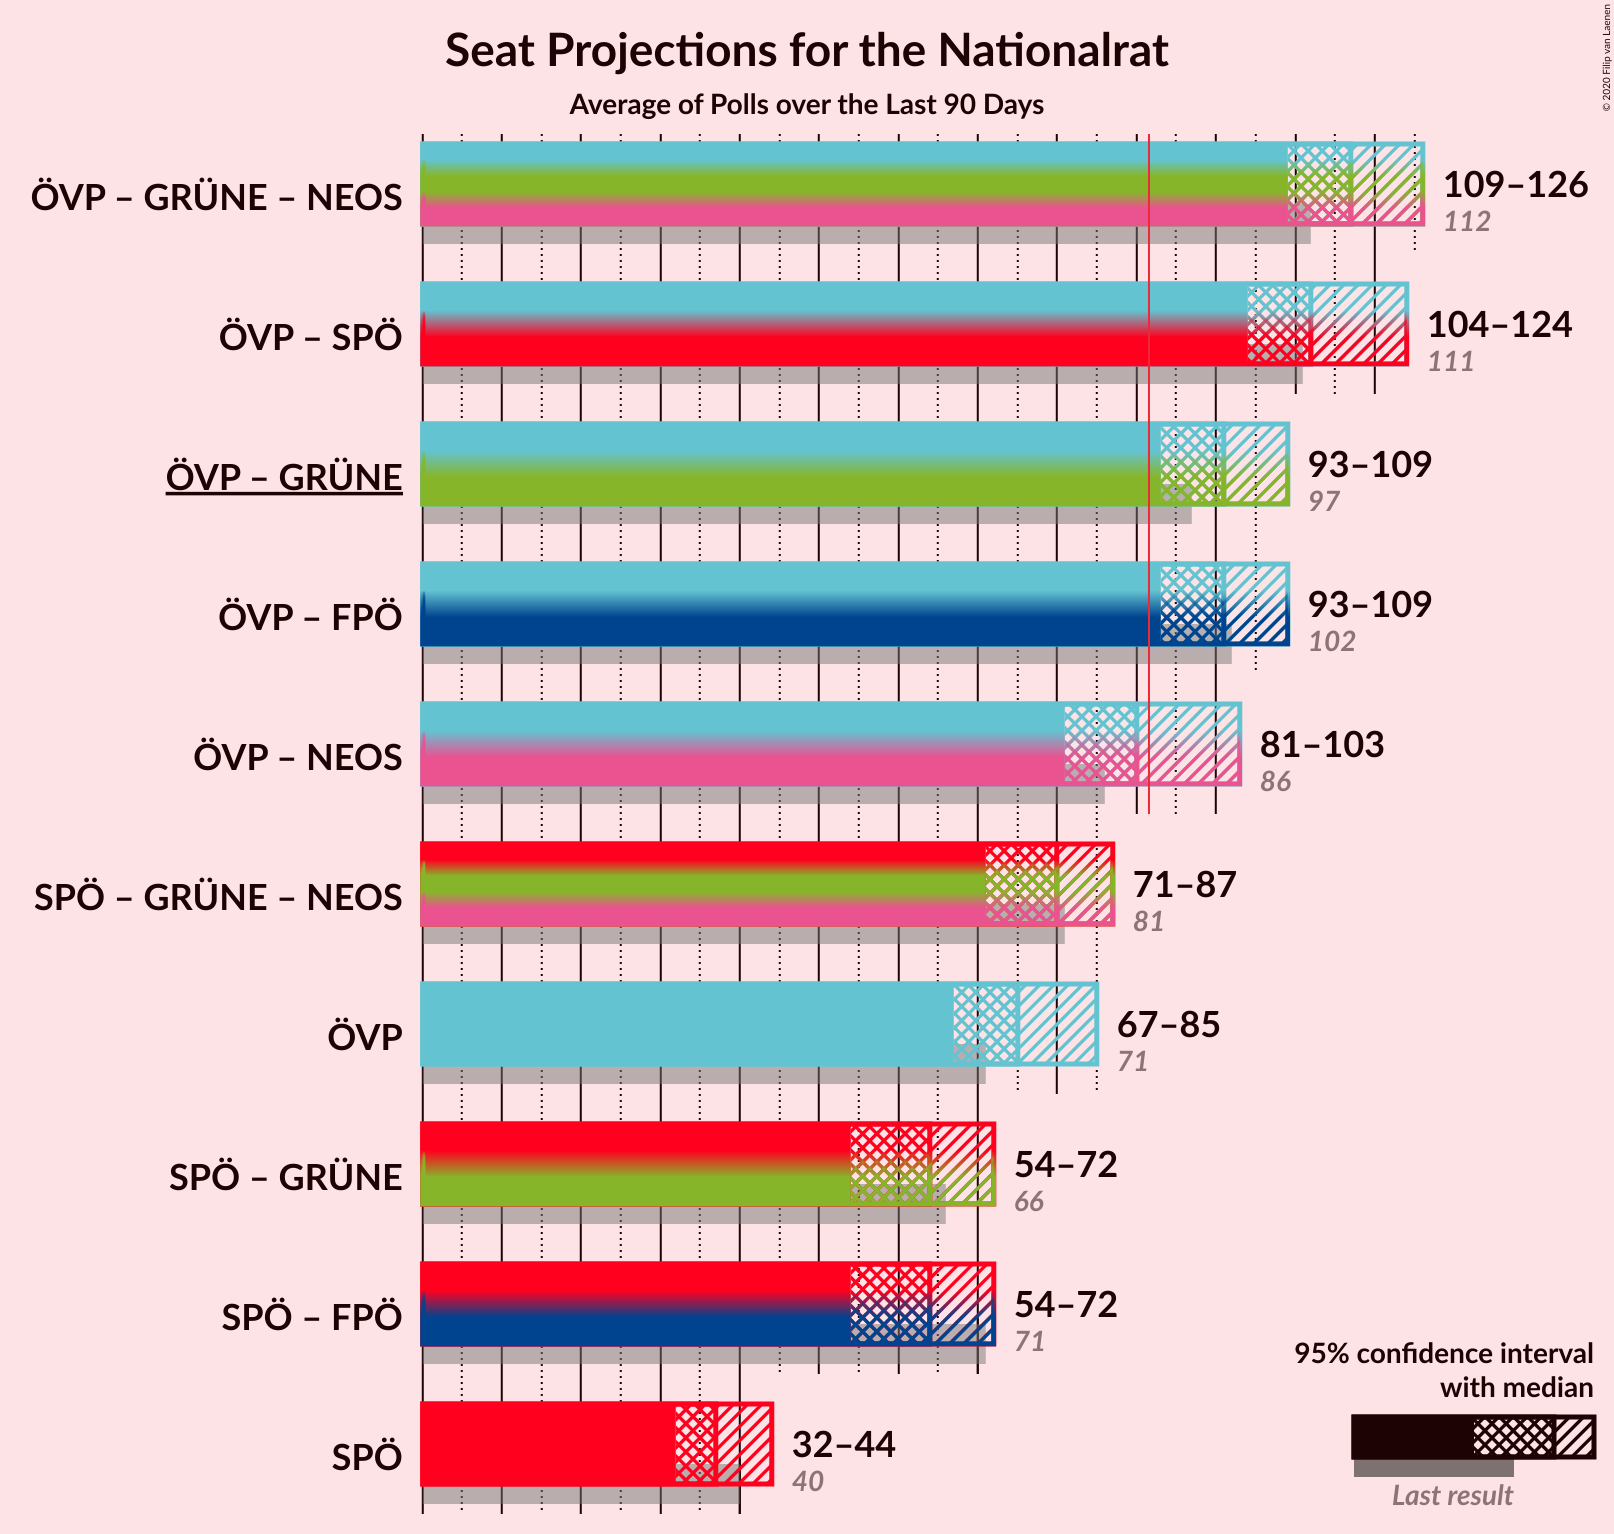 Seat Projections for the Nationalrat
Average of Polls over the Last 90 Days
© 2020 Filip van Laenen
ÖVP – GRÜNE – NEOS
109–126
112
ÖVP – SPÖ
104–124
111
ÖVP – GRÜNE
93–109
97
ÖVP – FPÖ
93–109
102
ÖVP – NEOS
81–103
86
SPÖ – GRÜNE – NEOS
71–87
81
ÖVP
67–85
71
SPÖ – GRÜNE
54–72
66
SPÖ – FPÖ
54–72
71
SPÖ
32–44
40
95% confidence interval
with median
Last result